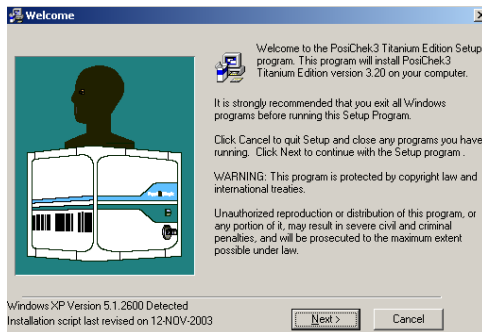 Welcome
Welcome to the PosiChek3 Titanium Edition Setup
program. This program will install PosiChek3
Titanium Edition version 3.20 on your computer.
It is strongly recommended that you exit all Windows
programs before running this Setup Program.
Click Cancel to quit Setup and close any programs you have
running. Click Next to continue with the Setup program .
WARNING: This program is protected by copyright law and
international treaties.
Unauthorized reproduction or distribution of this program, or
any portion of it, may result in severe civil and criminal
penalties, and will be prosecuted to the maximum extent
possible under law.
Windows XP Version 5.1.2600 Detected
Installation script last revised on 12-NOV-2003
Next >
Cancel